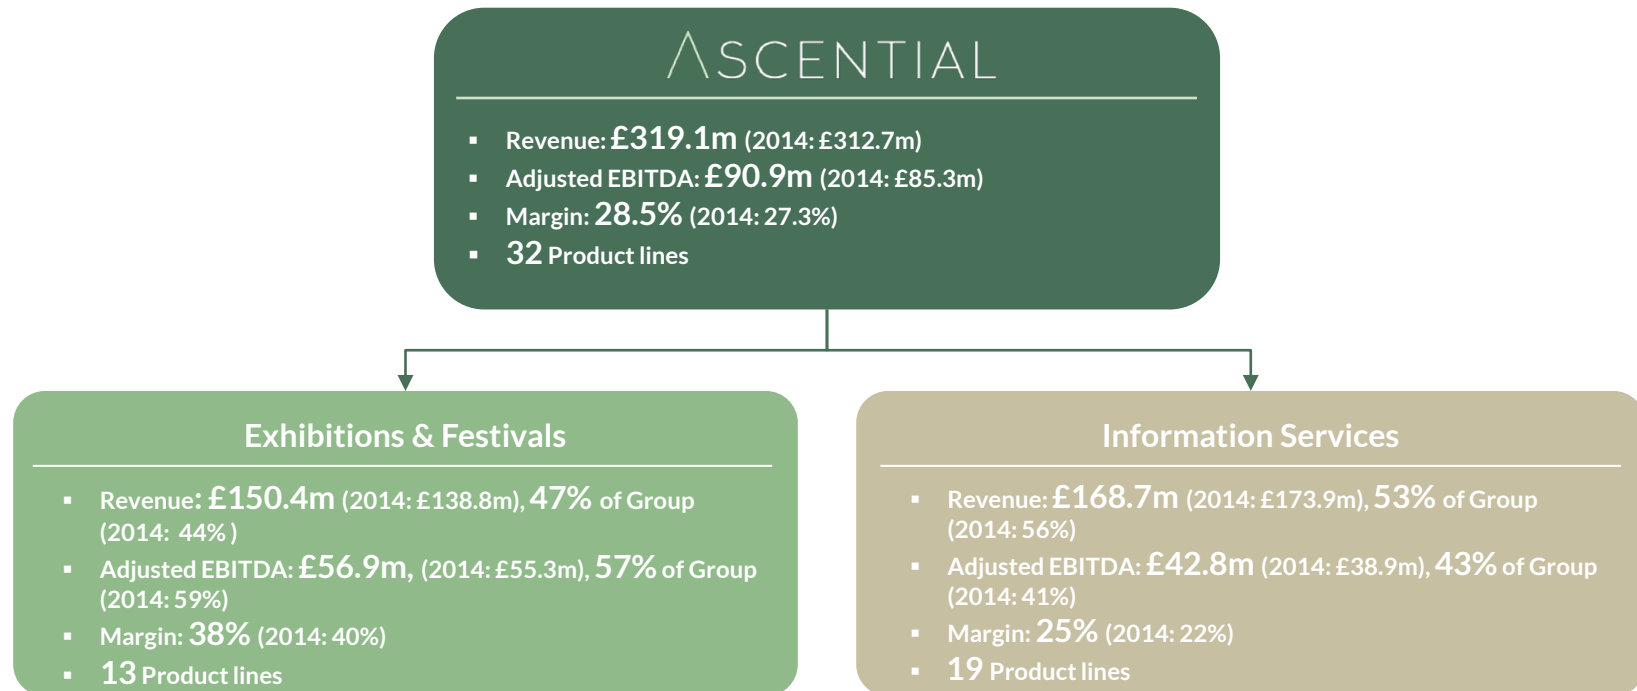 ASCENTIAL
▪ Revenue: £319.1m (2014: £312.7m)
▪ Adjusted EBITDA: £90.9m (2014: £85.3m)
▪ Margin: 28.5% (2014: 27.3%)
▪ 32 Product lines
Exhibitions & Festivals
▪ Revenue: £150.4m (2014: £138.8m), 47% of Group
(2014: 44% )
▪ Adjusted EBITDA: £56.9m, (2014: £55.3m), 57% of Group
(2014: 59%)
▪ Margin: 38% (2014: 40%)
▪ 13 Product lines
Information Services
▪ Revenue: £168.7m (2014: £173.9m), 53% of Group
(2014: 56%)
▪ Adjusted EBITDA: £42.8m (2014: £38.9m), 43% of Group
(2014: 41%)
▪ Margin: 25% (2014: 22%)
▪ 19 Product lines